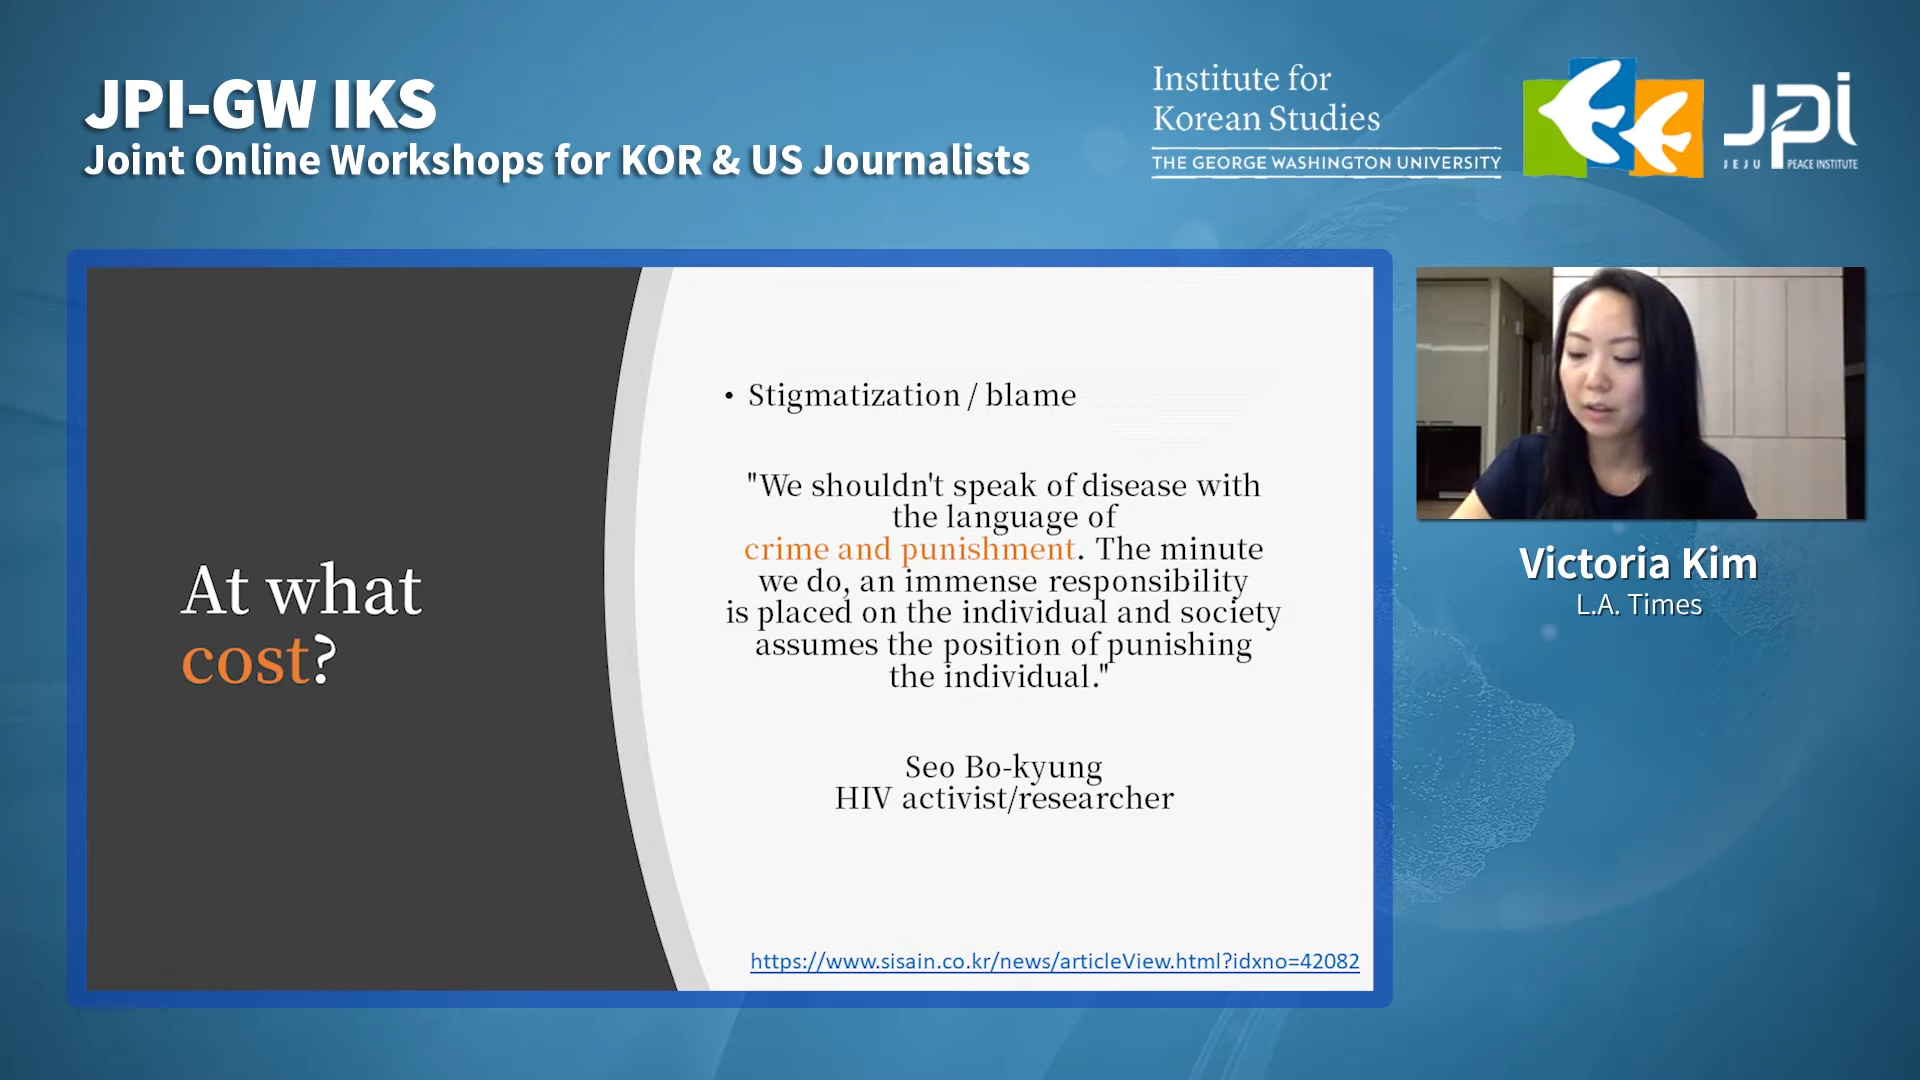 JPI-GW IKS
Joint Online Workshops for KOR & US Journalists
Institute for
Korean Studies
THE GEORGE WASHINGTON UNIVERSITY
JPI
JEJU PEACE INSTITUTE
At what
cost?
• Stigmatization / blame
"We shouldn't speak of disease with
the language of
crime and punishment. The minute
we do, an immense responsibility
is placed on the individual and society
assumes the position of punishing
the individual."
Seo Bo-kyung
HIV activist/researcher
https://www.sisain.co.kr/news/articleView.html?idxno=42082
Victoria Kim
L.A. Times